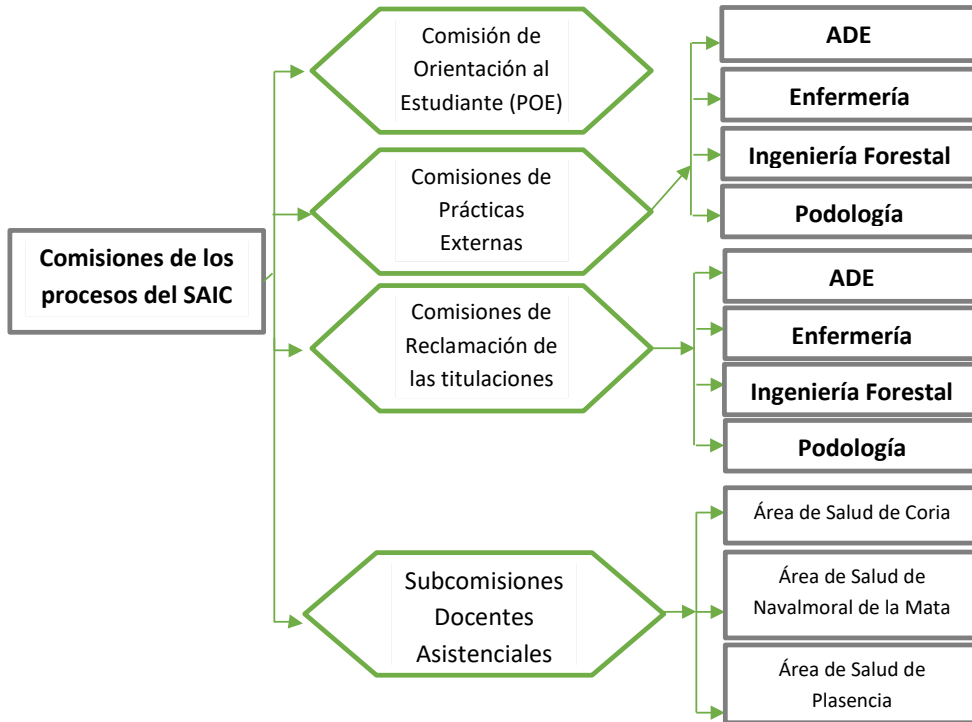 Comisiones de los
procesos del SAIC
Comisión de
Orientación al
Estudiante (POE)
Comisiones de
Prácticas
Externas
ADE
Enfermería
Ingeniería Forestal
Podología
Comisiones de
Reclamación de
las titulaciones
ADE
Enfermería
Ingeniería Forestal
Podología
Subcomisiones
Docentes
Asistenciales
Área de Salud de Coria
Área de Salud de
Navalmoral de la Mata
Área de Salud de
Plasencia